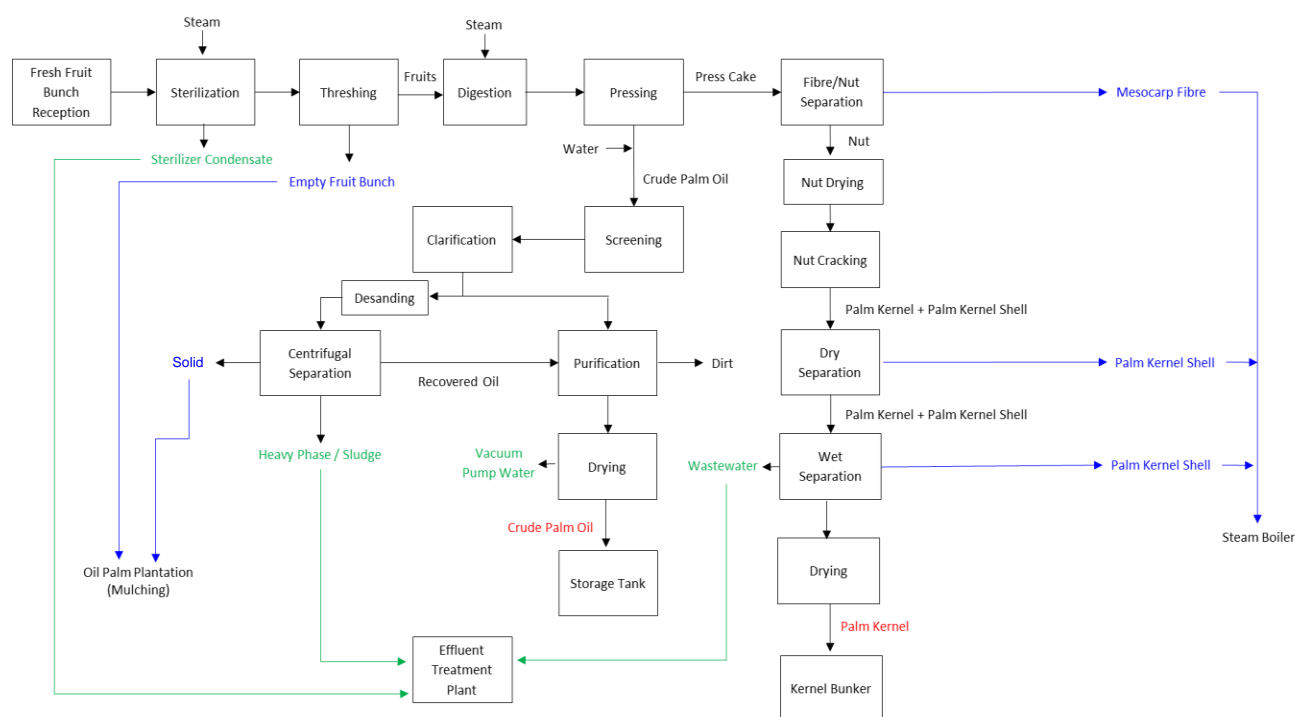 Steam
Steam
Fresh Fruit
Bunch
Reception
Sterilization
Threshing
Fruits
Digestion
Pressing
Press Cake
Fibre/Nut
Separation
Mesocarp Fibre
Sterilizer Condensate
Empty Fruit Bunch
Water
Nut
Crude Palm Oil
Nut Drying
Clarification
Screening
Nut Cracking
Desanding
Palm Kernel + Palm Kernel Shell
Solid
Centrifugal
Separation
Recovered Oil
Purification
Dirt
Dry
Separation
Palm Kernel Shell
Palm Kernel + Palm Kernel Shell
Heavy Phase / Sludge
Vacuum
Pump Water
Drying
Wastewater
Wet
Separation
Palm Kernel Shell
Crude Palm Oil
Steam Boiler
Oil Palm Plantation
(Mulching)
Storage Tank
Drying
Palm Kernel
Effluent
Treatment
Plant
Kernel Bunker